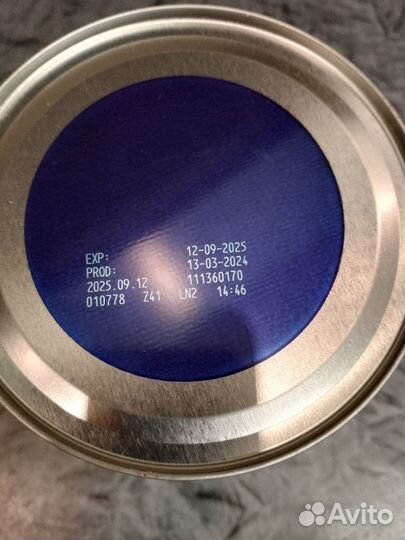 EXP: 12-09-2025
PROD: 13-03-2024
2025.09.12 111360170
010778 Z41 LN2 14:46
Avito